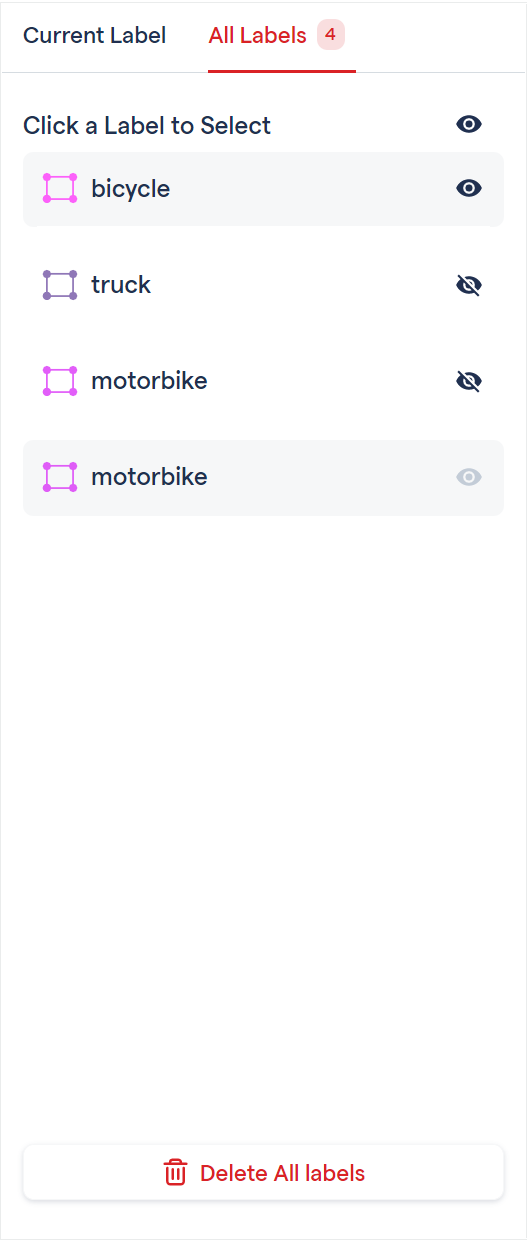 Current Label All Labels 4
Click a Label to Select
bicycle
truck
motorbike
motorbike
Delete All labels